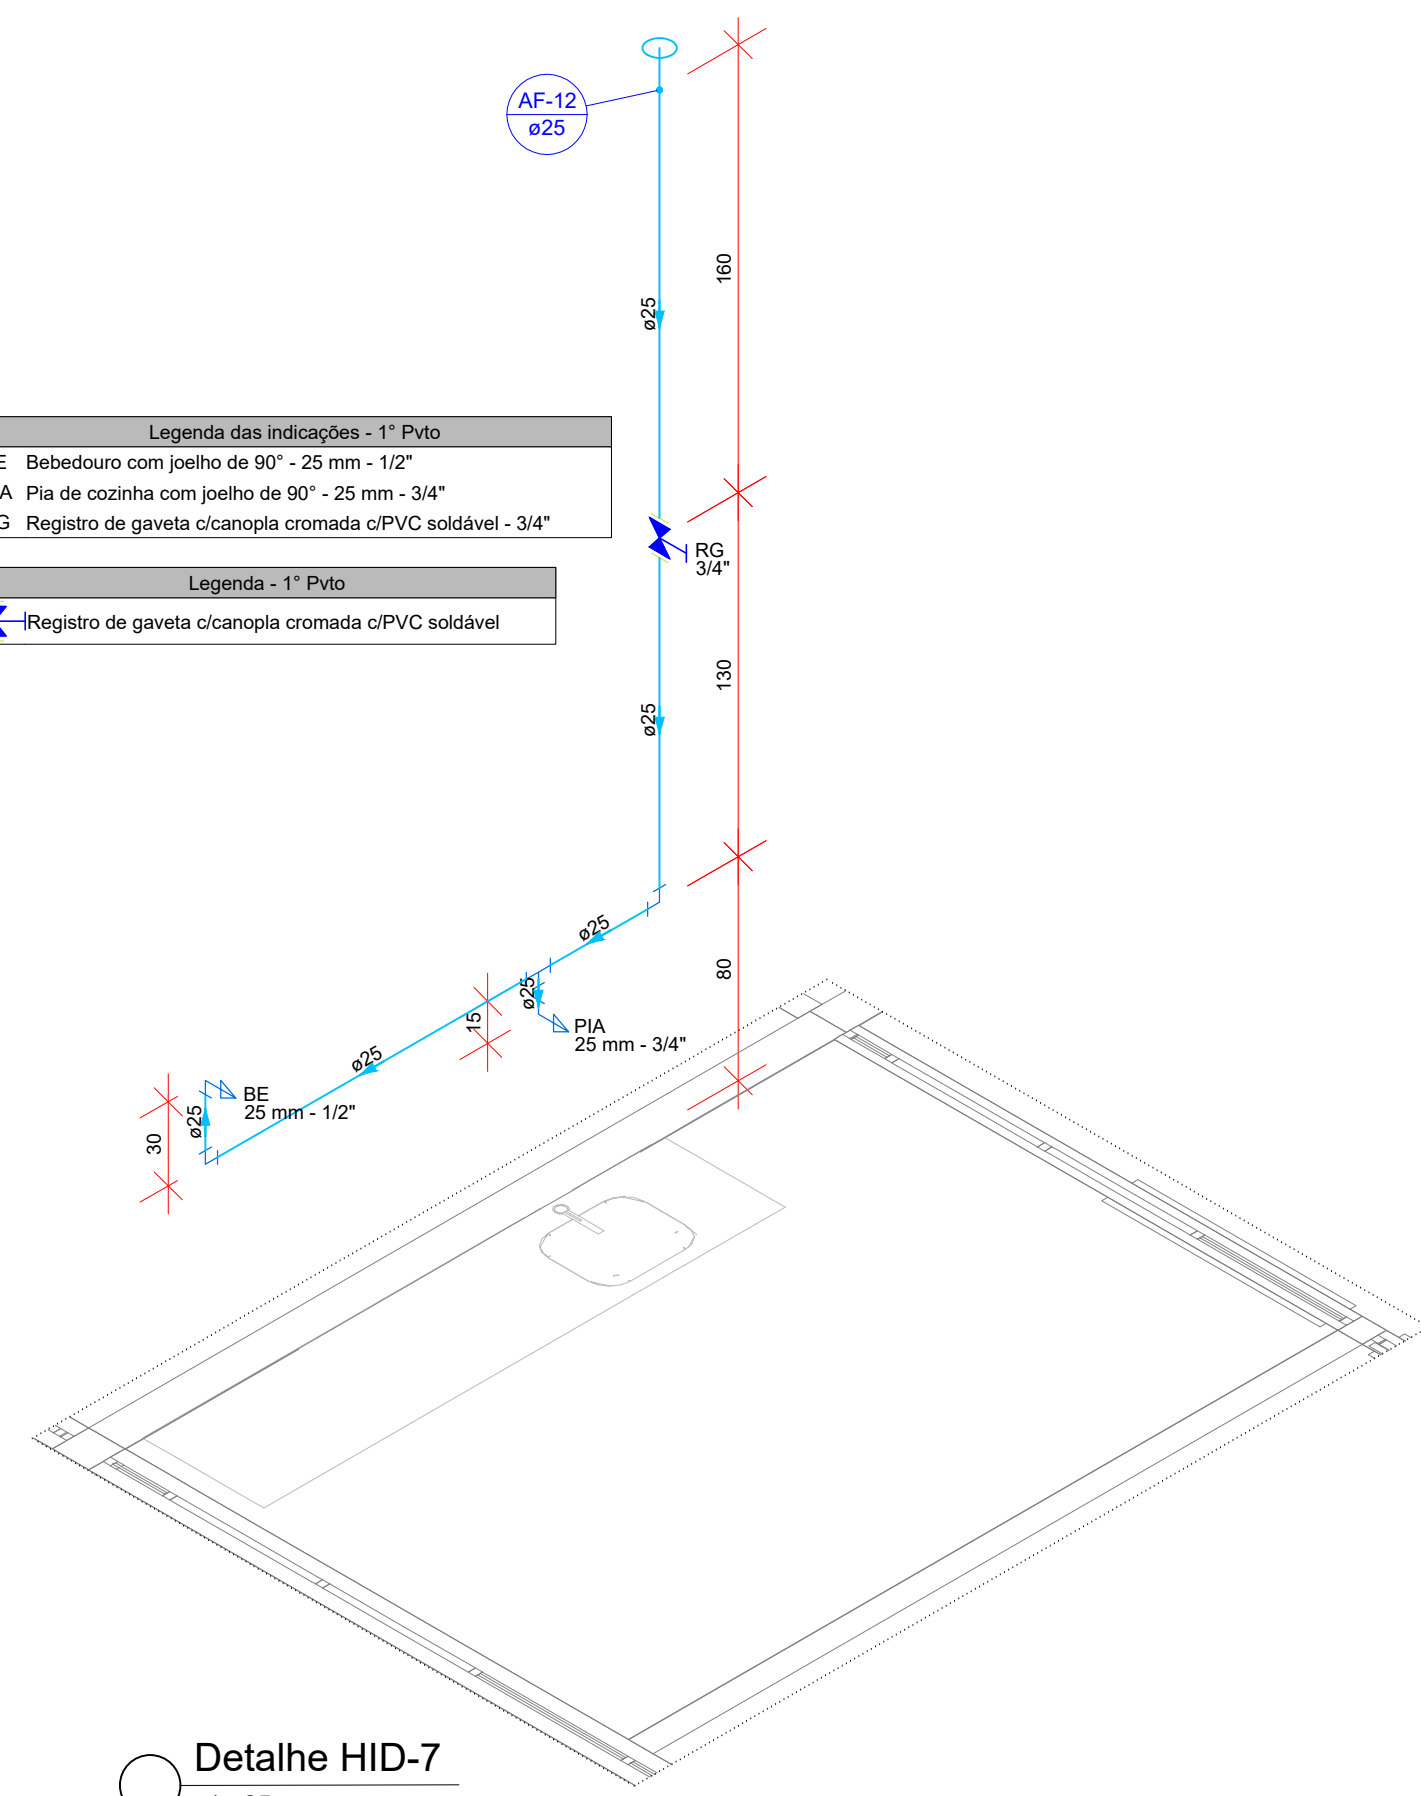 AF-12
ø25
160
ø25
Legenda das indicações - 1° Pvto
E Bebedouro com joelho de 90° - 25 mm - 1/2"
A Pia de cozinha com joelho de 90° - 25 mm - 3/4"
G Registro de gaveta c/canopla cromada c/PVC soldável - 3/4"
RG
3/4"
Legenda - 1° Pvto
Registro de gaveta c/canopla cromada c/PVC soldável
130
ø25
ø25
80
ø25
15
PIA
25 mm - 3/4"
ø25
BE
25 mm - 1/2"
ø25
30
Detalhe HID-7